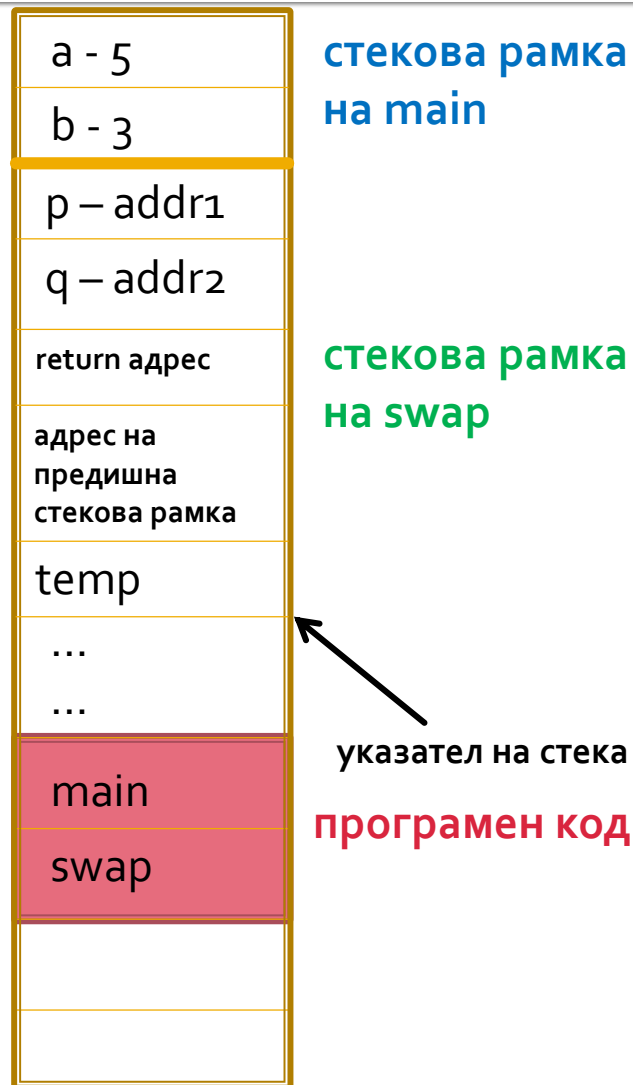 a - 5
b - 3
стекова рамка
на main
p – addr1
q – addr2
return адрес
адрес на
предишна
стекова рамка
temp
стекова рамка
на swap
...
...
указател на стека
main
swap
програмен код